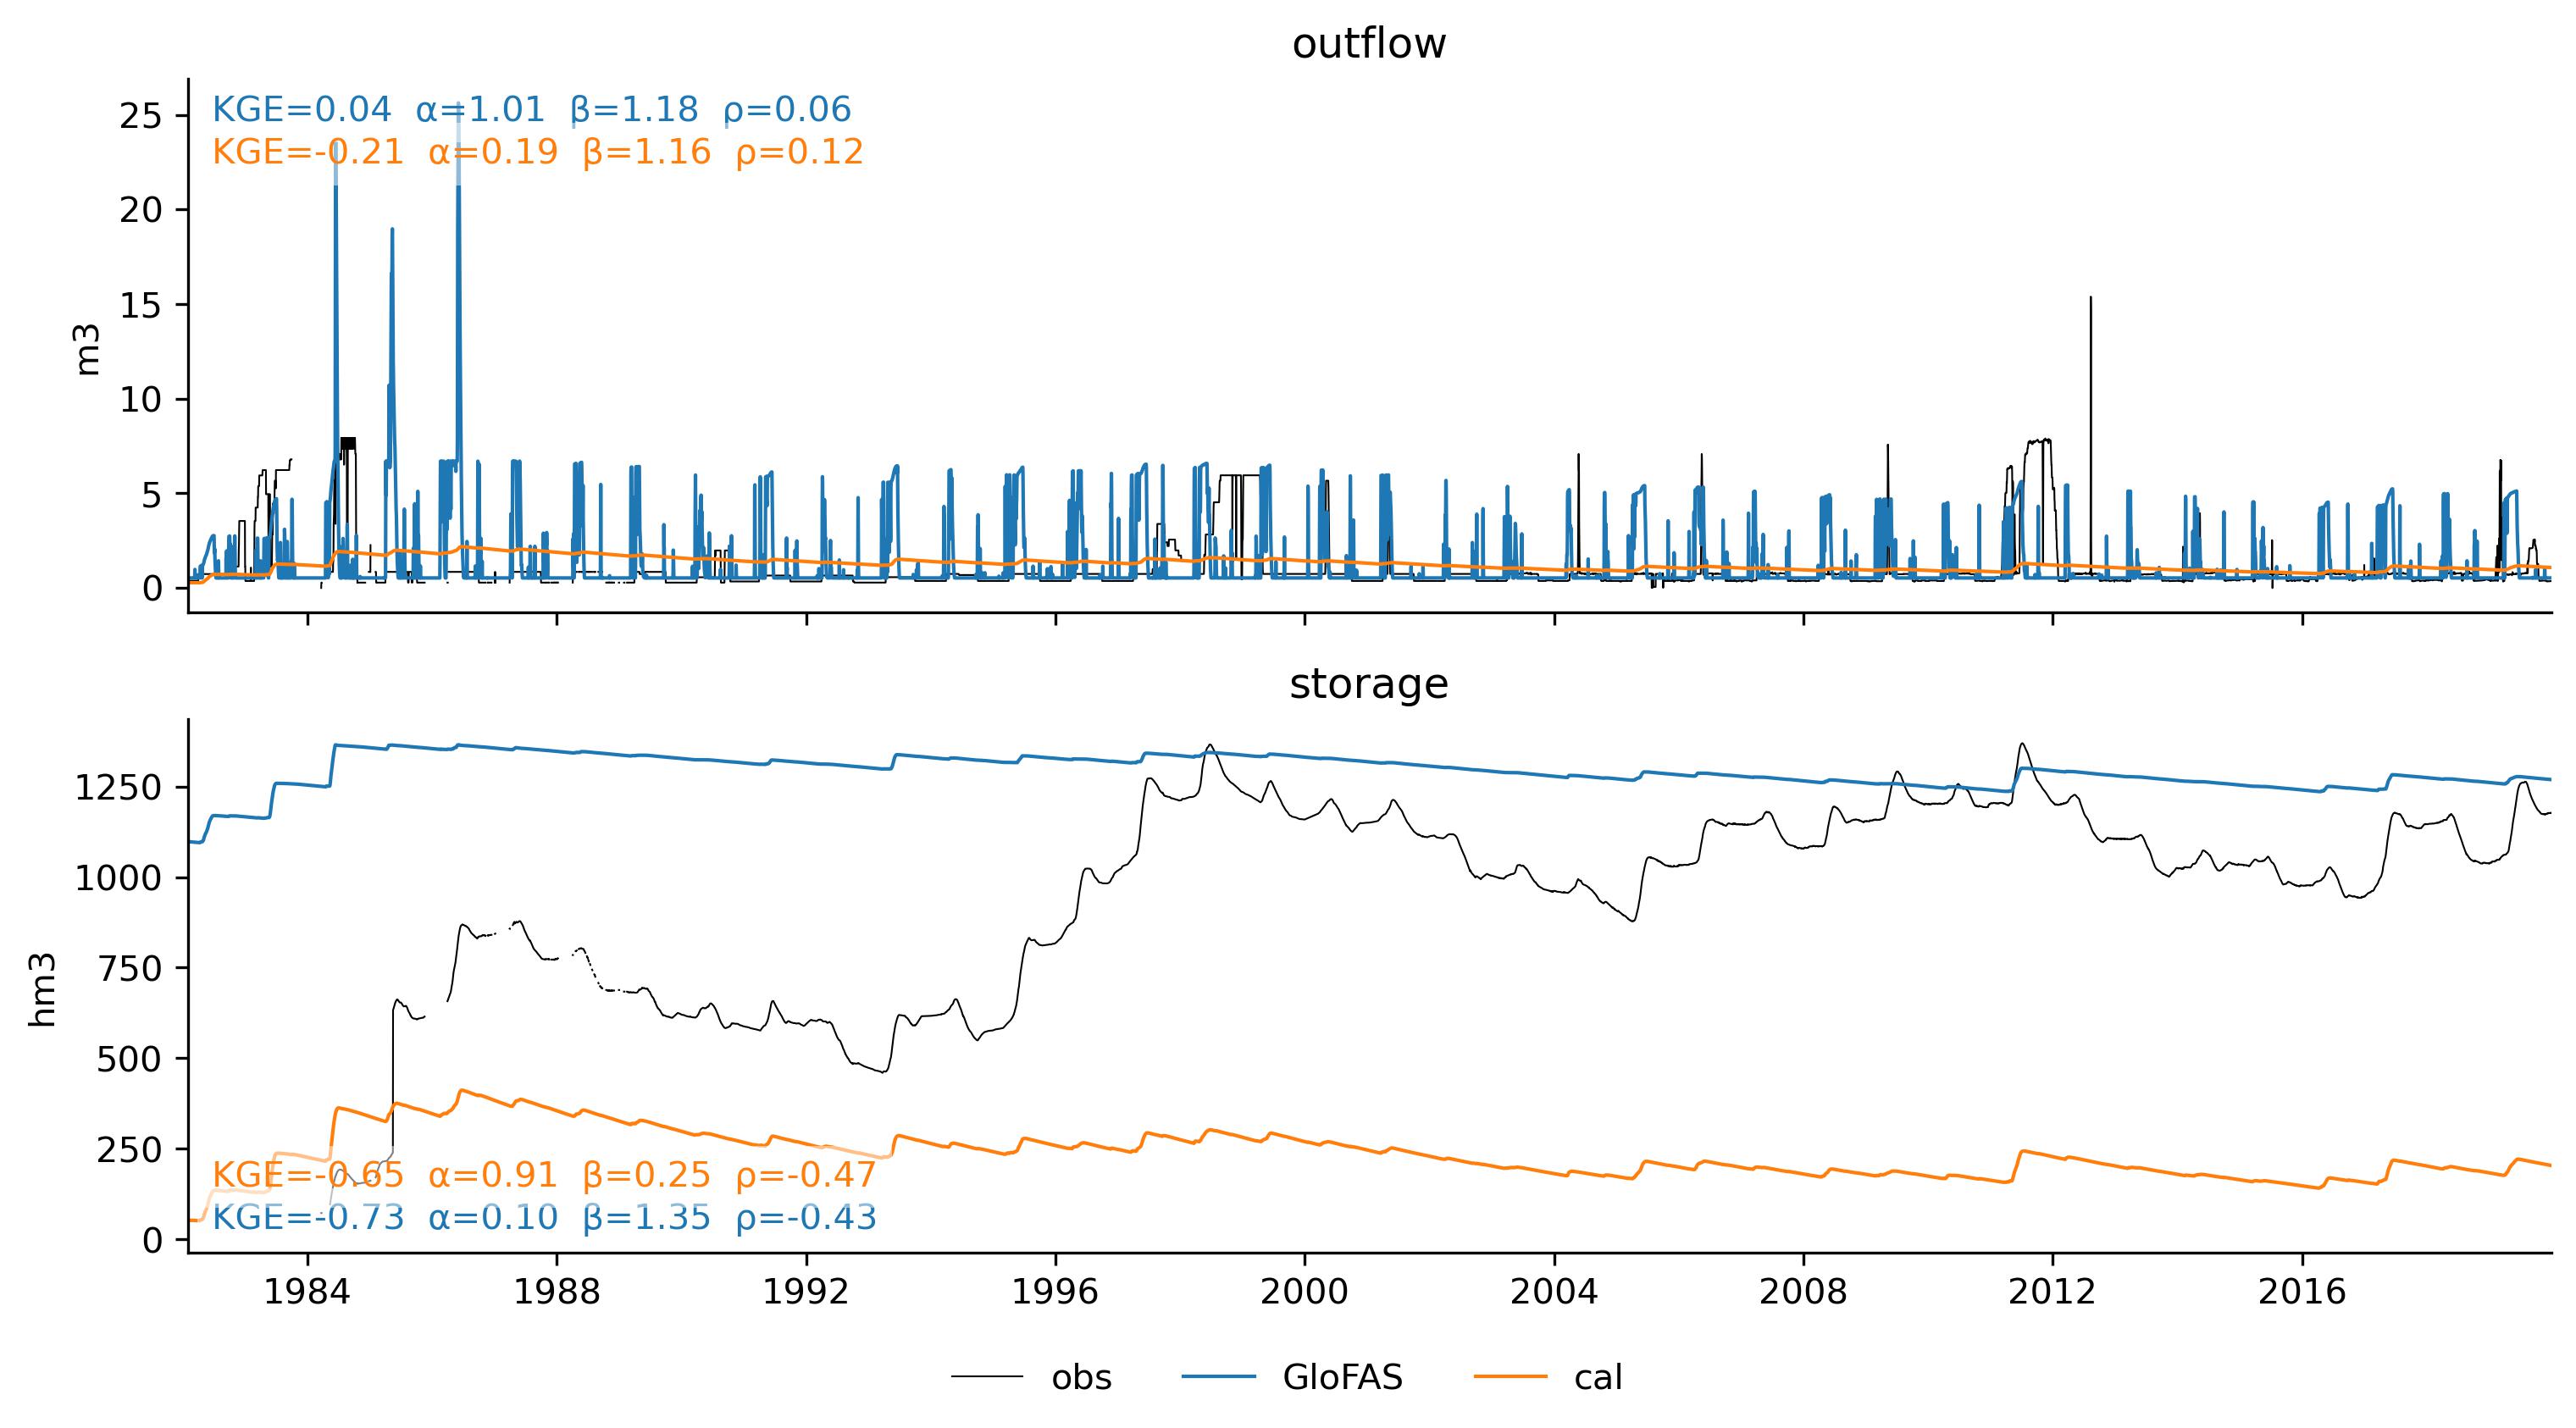 outflow
KGE=0.04 α=1.01 β=1.18 ρ=0.06
KGE=-0.21 α=0.19 β=1.16 ρ=0.12
25
20
15
10
5
0
m3
storage
1250
1000
750
500
250
0
hm3
KGE=-0.65 α=0.91 β=0.25 ρ=-0.47
KGE=-0.73 α=0.10 β=1.35 ρ=-0.43
1984 1988 1992 1996 2000 2004 2008 2012 2016
obs GloFAS cal